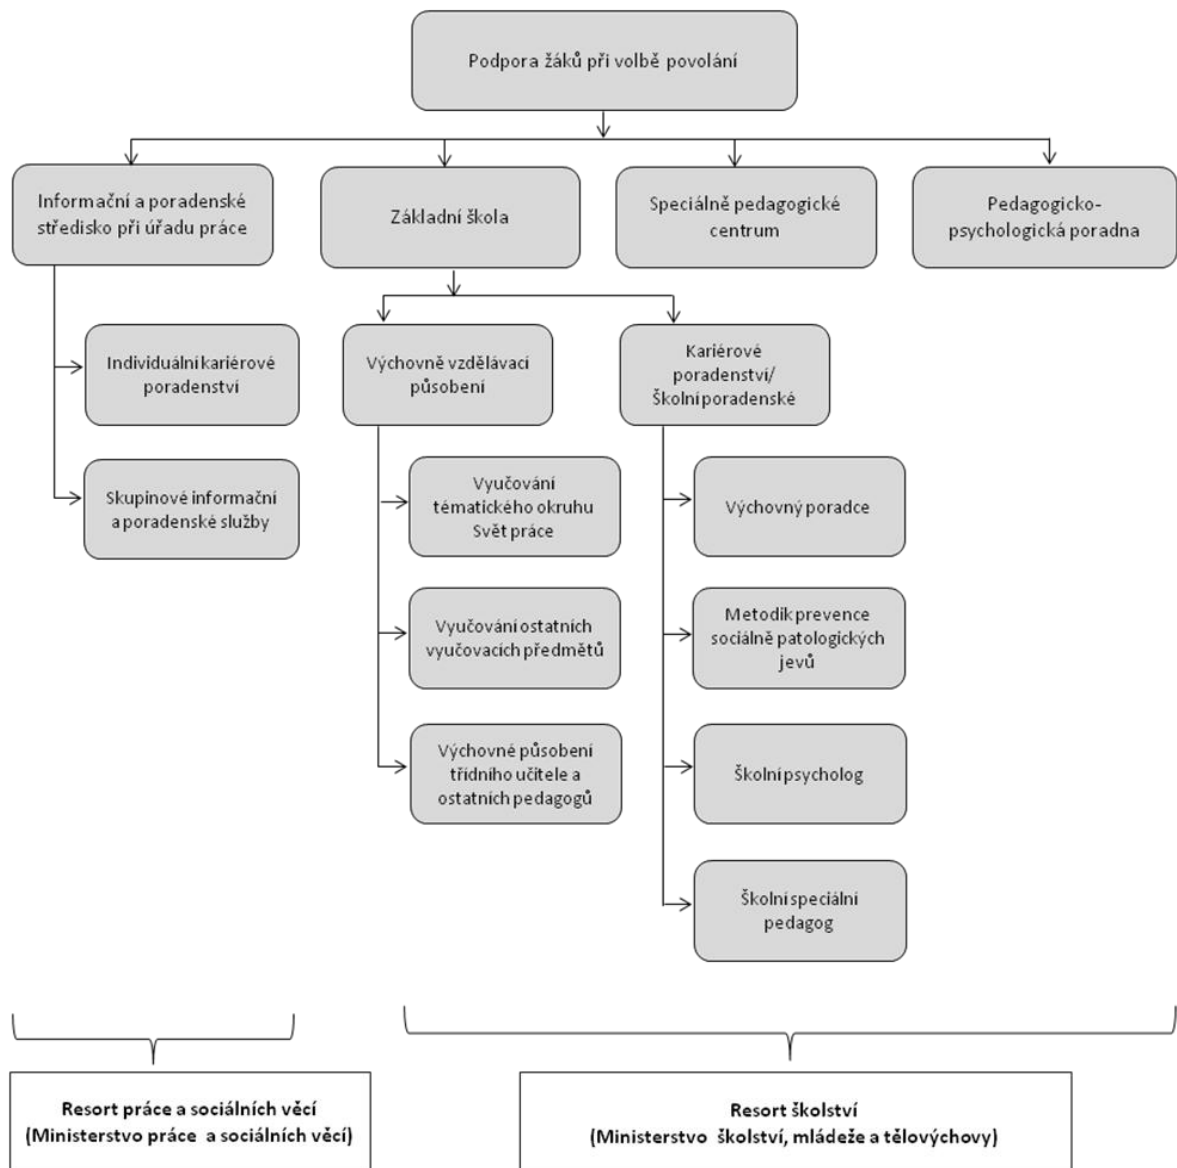 Podpora žáků při volbě povolání
Informační a poradenské
středisko při úřadu práce
Základní škola
Speciálně pedagogické
centrum
Pedagogicko-
psychologická poradna
Individuální kariérové
poradenství
Výchovně vzdělávací
působení
Kariérové
poradenství/
Školní poradenské
Skupinové informační
a poradenské služby
Vyučování
tématického okruhu
Svět práce
Výchovný poradce
Vyučování ostatních
vyučovacích předmětů
Metodik prevence
sociálně patologických
jevů
Výchovné působení
třídního učitele a
ostatních pedagogů
Školní psycholog
Školní speciální
pedagog
Resort práce a sociálních věcí
(Ministerstvo práce a sociálních věcí)
Resort školství
(Ministerstvo školství, mládeže a tělovýchovy)